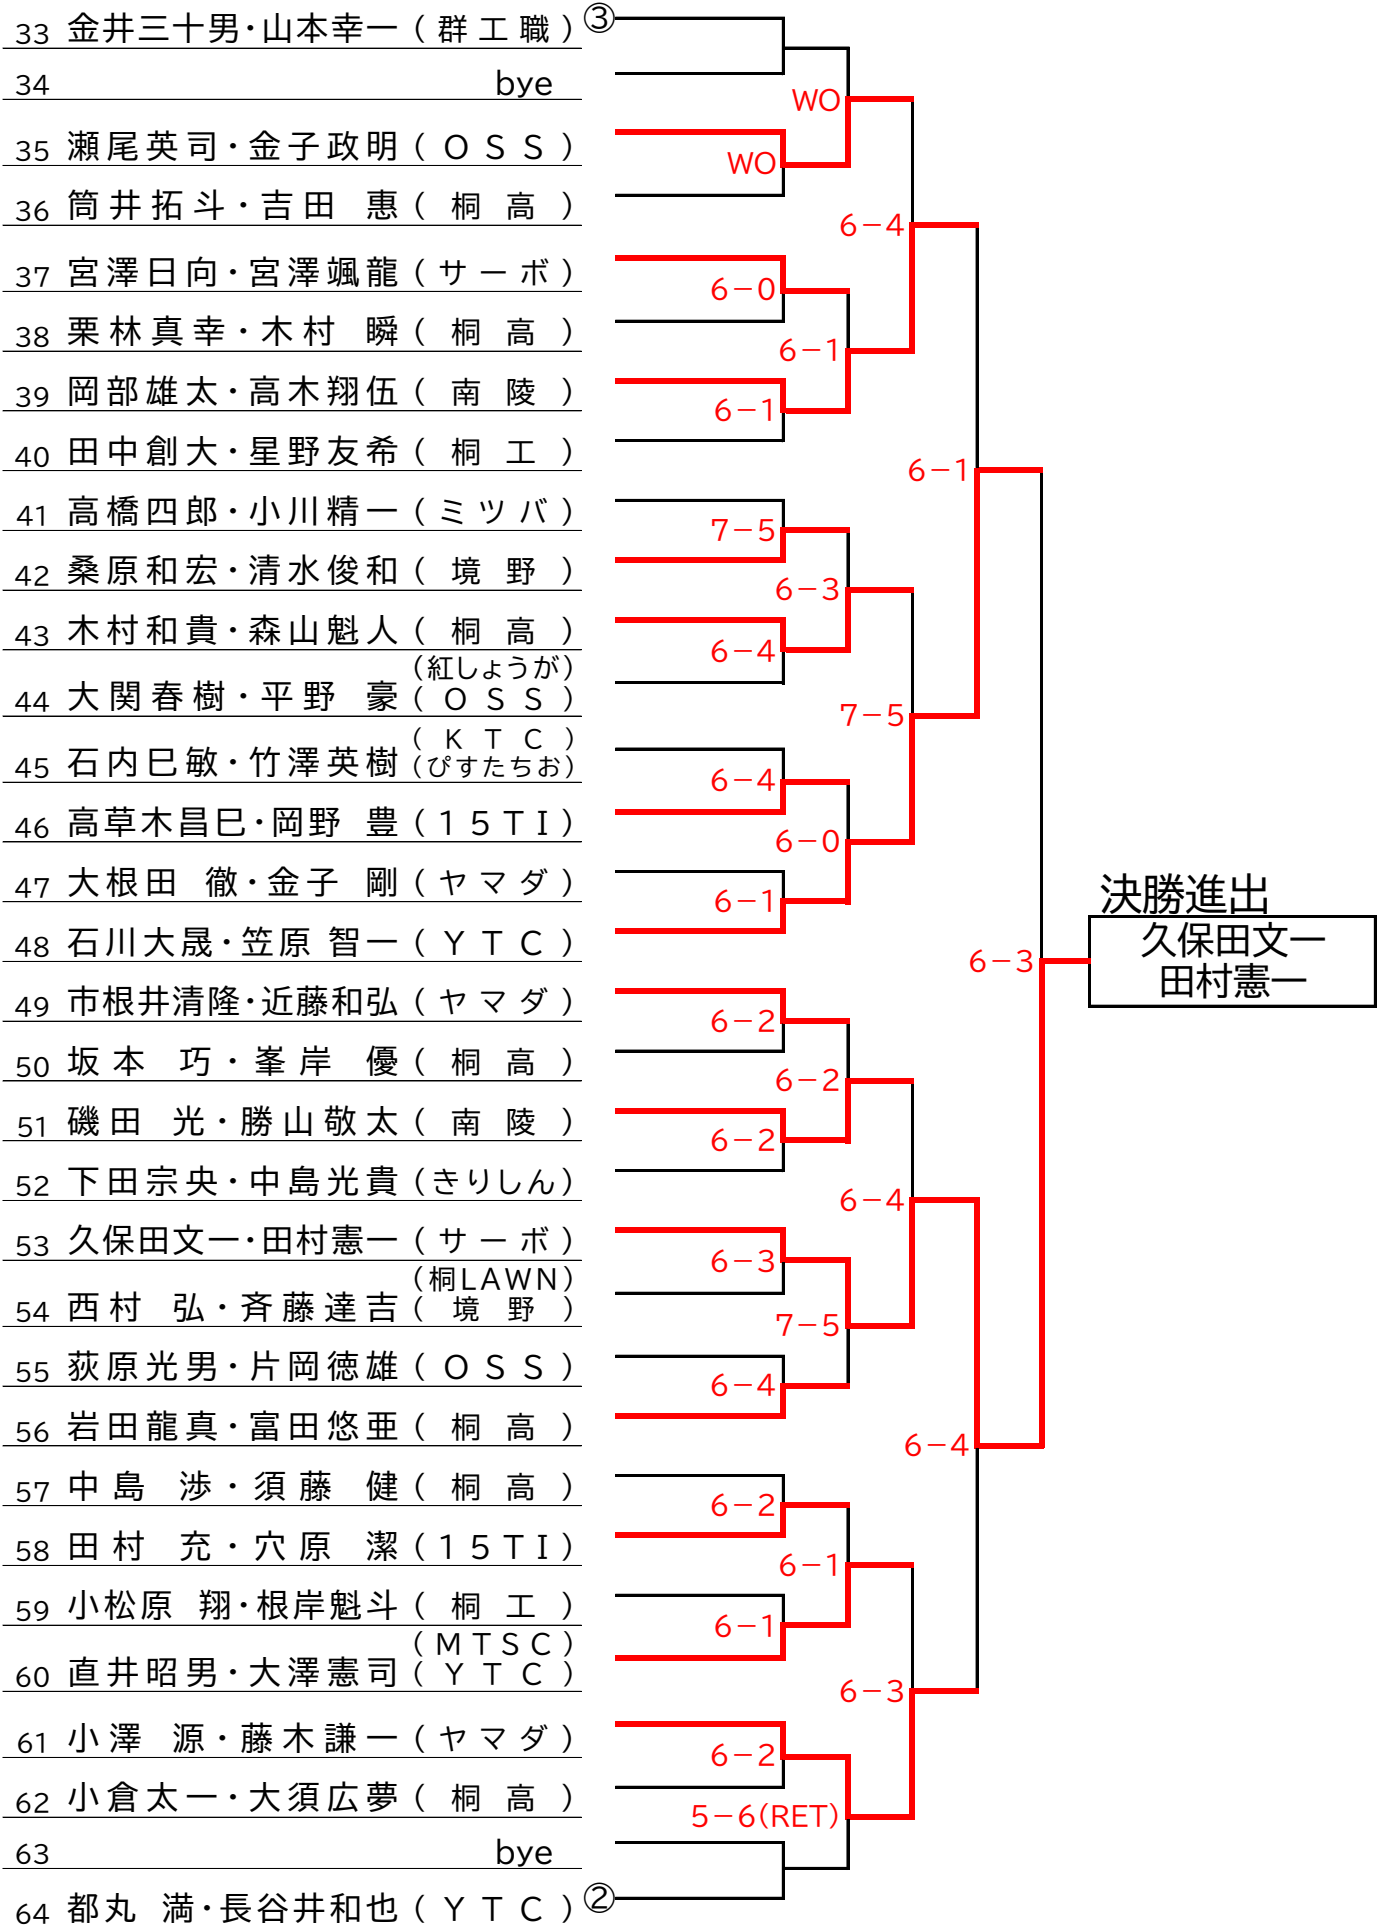 33 金井三十男・山本幸一(群工職)③
34 bye
WO
35 瀬尾英司・金子政明(OSS)
WO
36 筒井拓斗・吉田 惠(桐高)
6-4
37 宮澤日向・宮澤颯龍(サーボ)
6-0
38 栗林真幸・木村 瞬(桐高)
6-1
39 岡部雄太・高木翔伍(南陵)
6-1
40 田中創大・星野友希(桐工)
6-1
41 高橋四郎・小川精一(ミツバ)
7-5
42 桑原和宏・清水俊和(境野)
6-3
43 木村和貴・森山魁人(桐高)
6-4
(紅しょうが)
44 大関春樹・平野 豪(OSS)
7-5
(KTC)
45 石内巳敏・竹澤英樹(ぴすたちお)
6-4
46 高草木昌巳・岡野 豊(15TI)
6-0
47 大根田 徹・金子 剛(ヤマダ)
6-1
48 石川大晟・笠原 智一(YTC)
決勝進出
久保田文一
田村憲一
6-3
49 市根井清隆・近藤和弘(ヤマダ)
6-2
50 坂本 巧・峯岸 優(桐高)
6-2
51 磯田 光・勝山敬太(南陵)
6-2
52 下田宗央・中島光貴(きりしん)
6-4
53 久保田文一・田村憲一(サーボ)
6-3
(桐LAWN)
54 西村 弘・斉藤達吉(境野)
7-5
55 荻原光男・片岡徳雄(OSS)
6-4
56 岩田龍真・富田悠亜(桐高)
6-4
57 中島 渉・須藤 健(桐高)
6-2
58 田村 充・穴原 潔(15TI)
6-1
59 小松原 翔・根岸魁斗(桐工)
6-1
(MTSC)
60 直井昭男・大澤憲司(YTC)
6-3
61 小澤 源・藤木謙一(ヤマダ)
6-2
62 小倉太一・大須広夢(桐高)
5-6(RET)
63 bye
64 都丸 満・長谷井和也(YTC)②